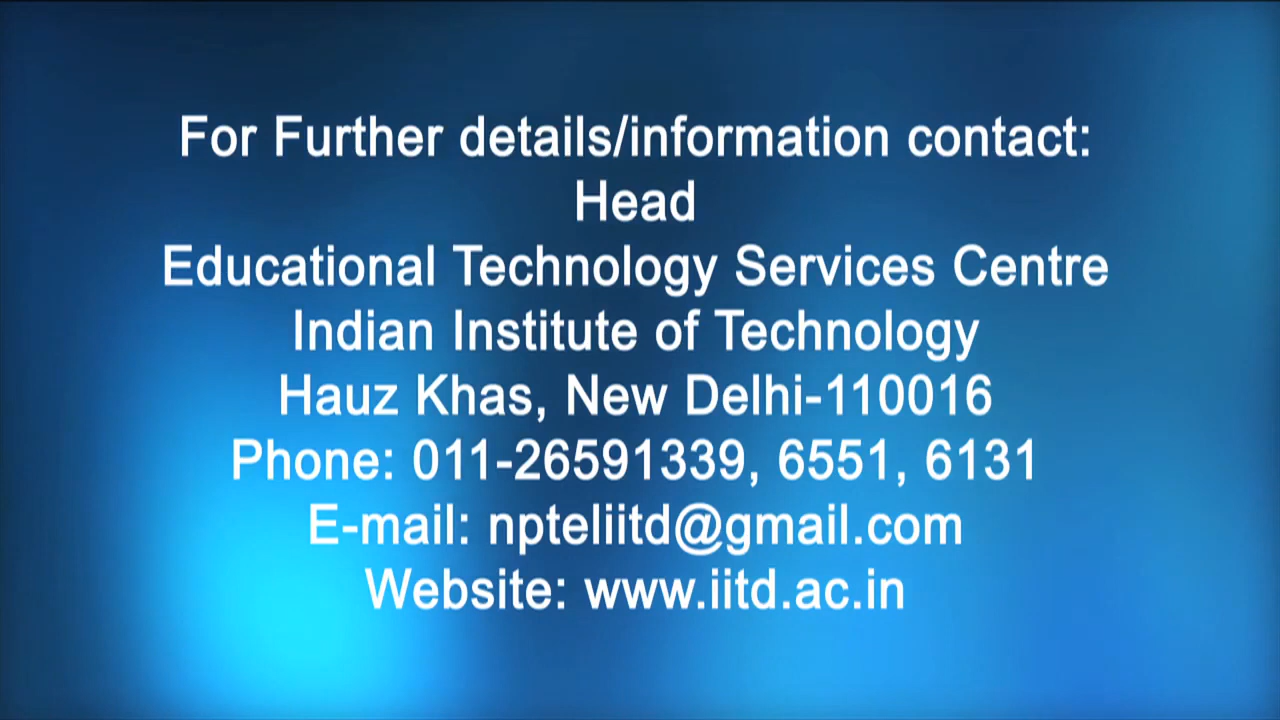 For Further details/information contact:
Head
Educational Technology Services Centre
Indian Institute of Technology
Hauz Khas, New Delhi-110016
Phone: 011-26591339, 6551, 6131
E-mail: npteliitd@gmail.com
Website: www.iitd.ac.in